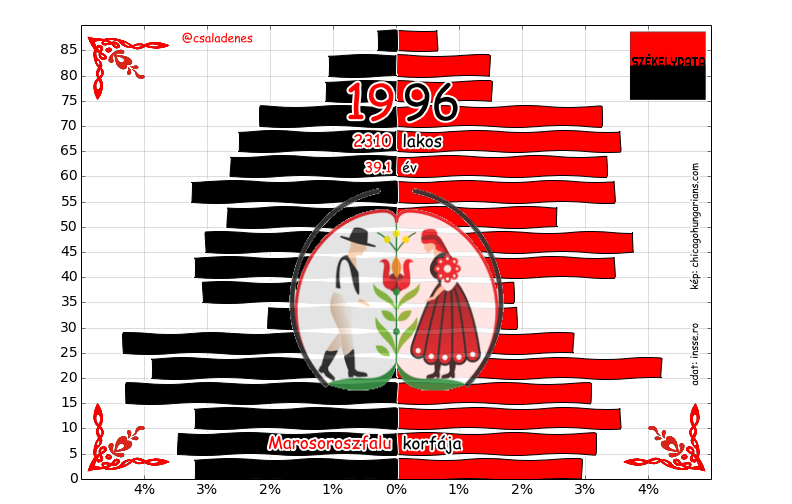 @csaladenes
SZÉKELYDATA
1996
2310 lakos
39.1 év
kép: chicagohungarians.com
adat: insse.ro
Marosoroszfalu korfája
85
80
75
70
65
60
55
50
45
40
35
30
25
20
15
10
5
0
4% 3% 2% 1% 0% 1% 2% 3% 4%